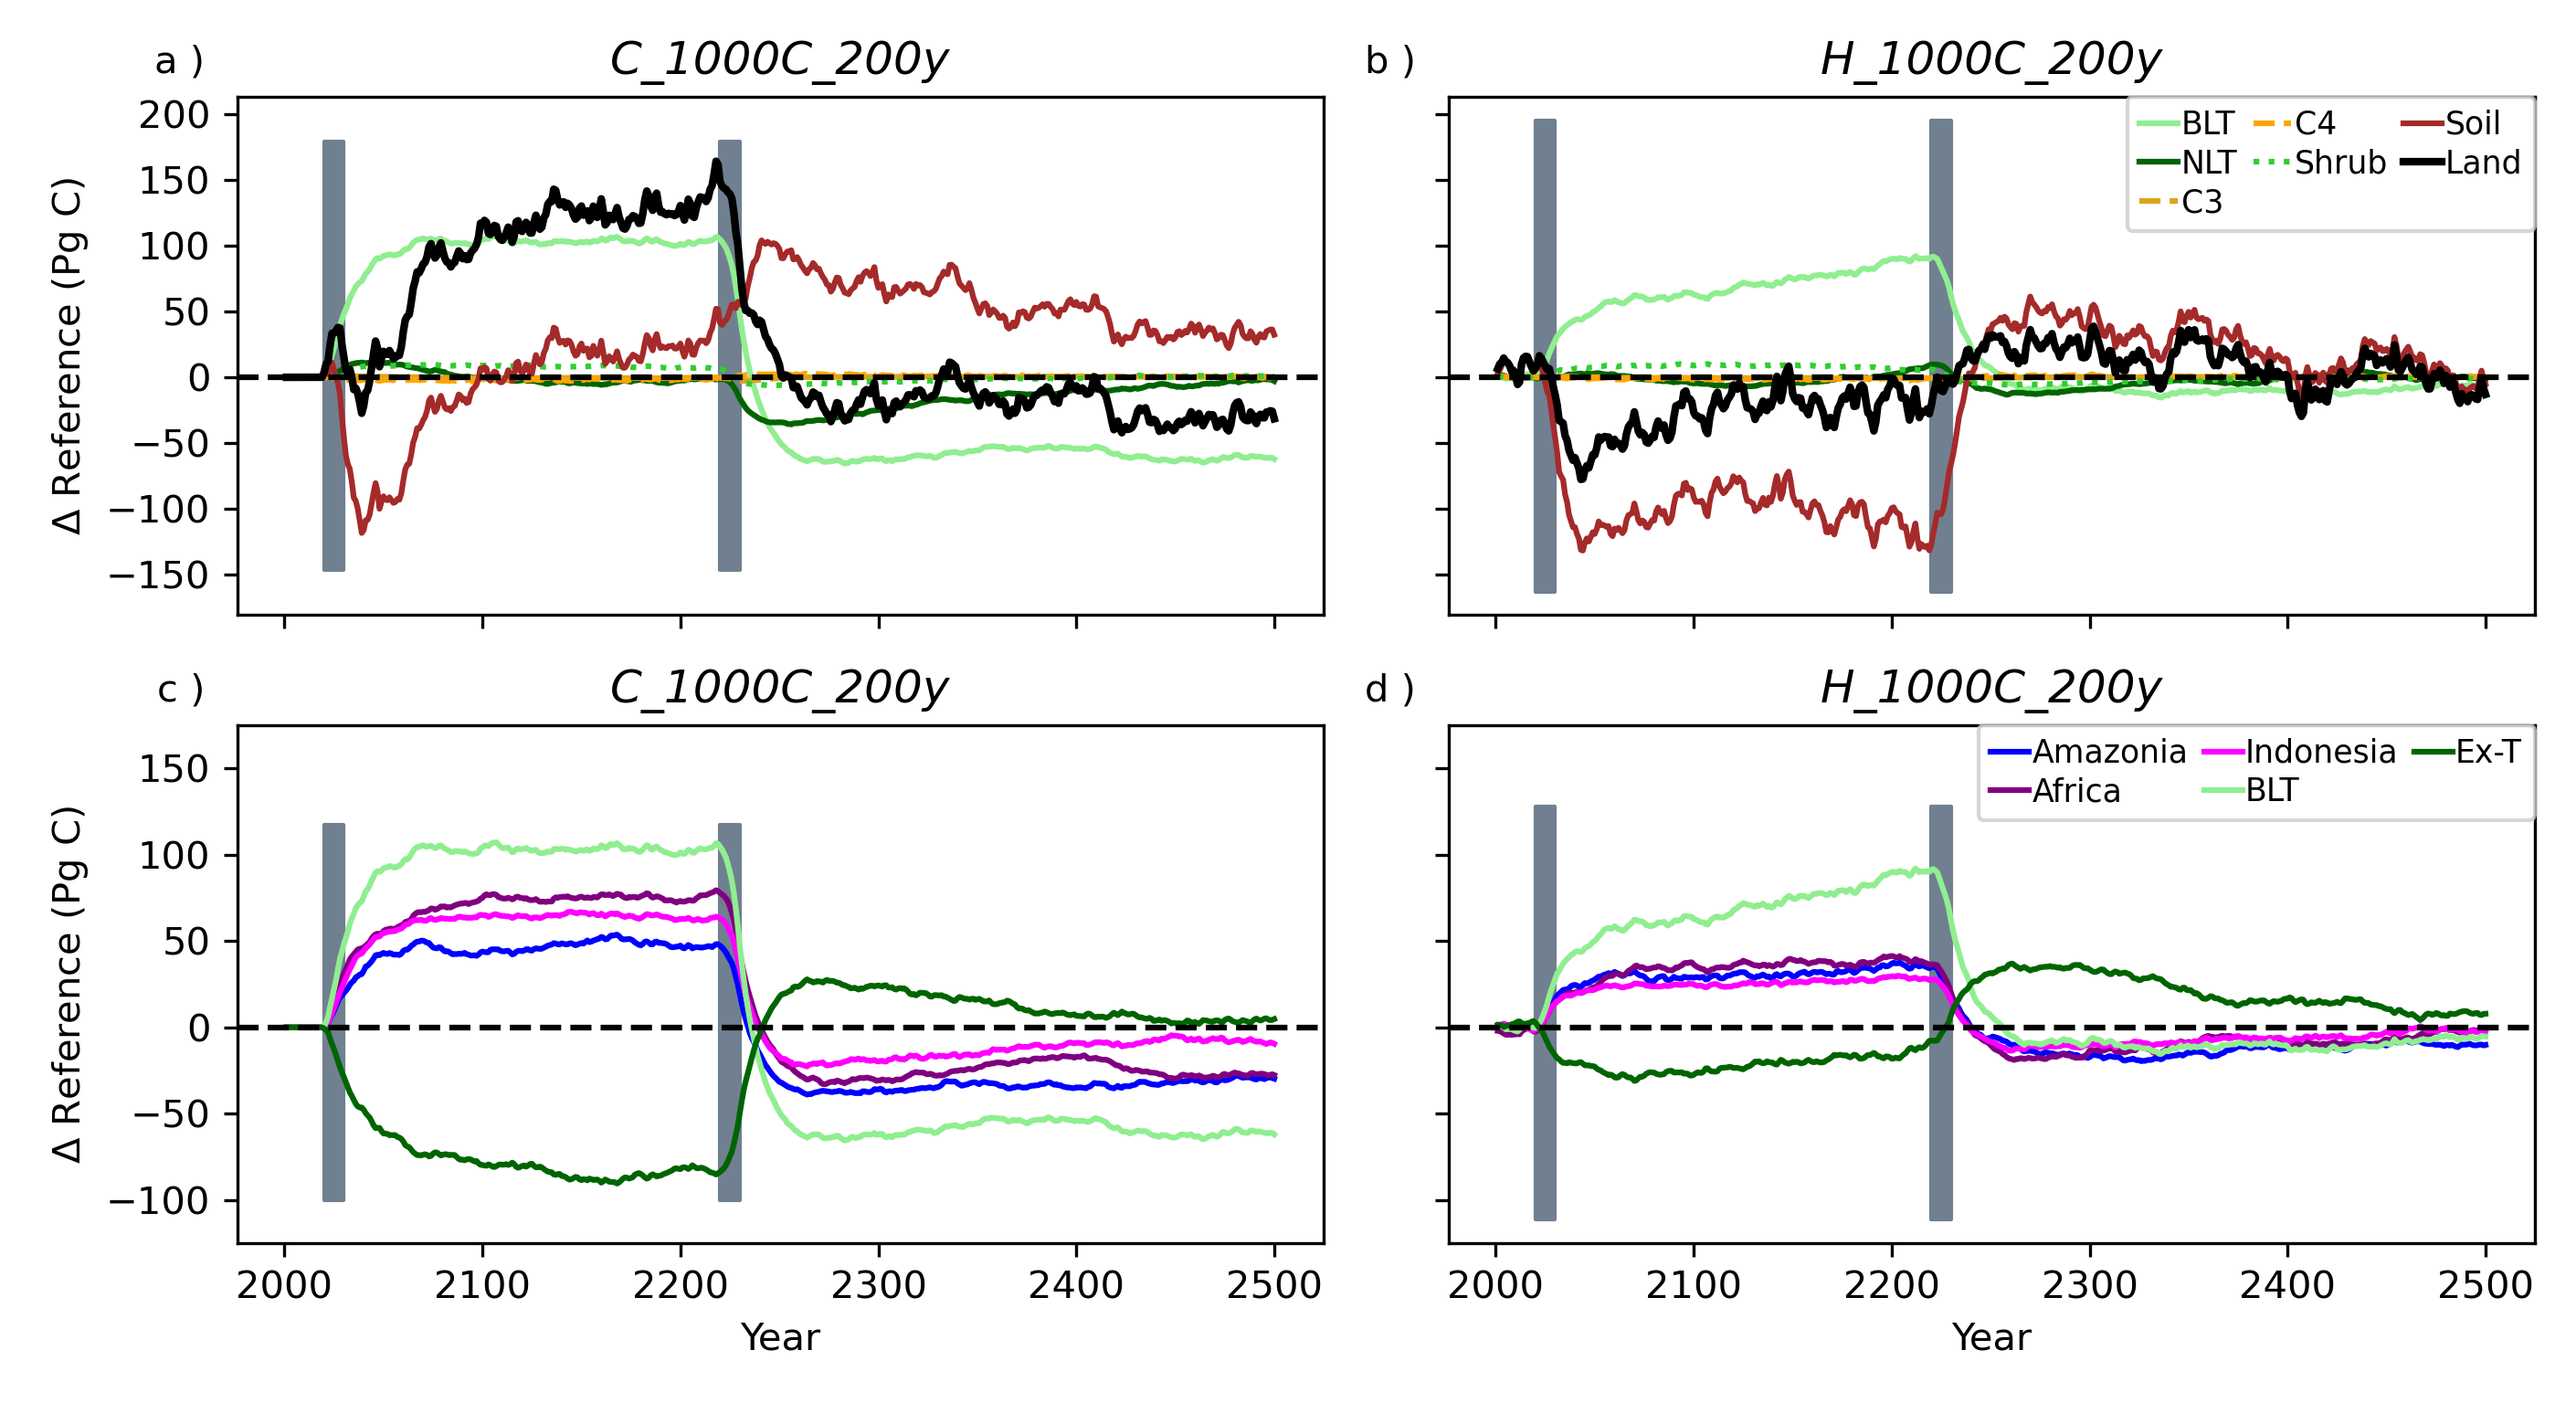 a )
C_1000C_200y
b )
H_1000C_200y
Δ Reference (Pg C)
200
150
100
50
0
−50
−100
−150
BLT
C4
Soil
NLT
Shrub
Land
C3
c )
C_1000C_200y
d )
H_1000C_200y
Δ Reference (Pg C)
150
100
50
0
−50
−100
Amazonia
Indonesia
Ex-T
Africa
BLT
2000 2100 2200 2300 2400 2500
2000 2100 2200 2300 2400 2500
Year
Year